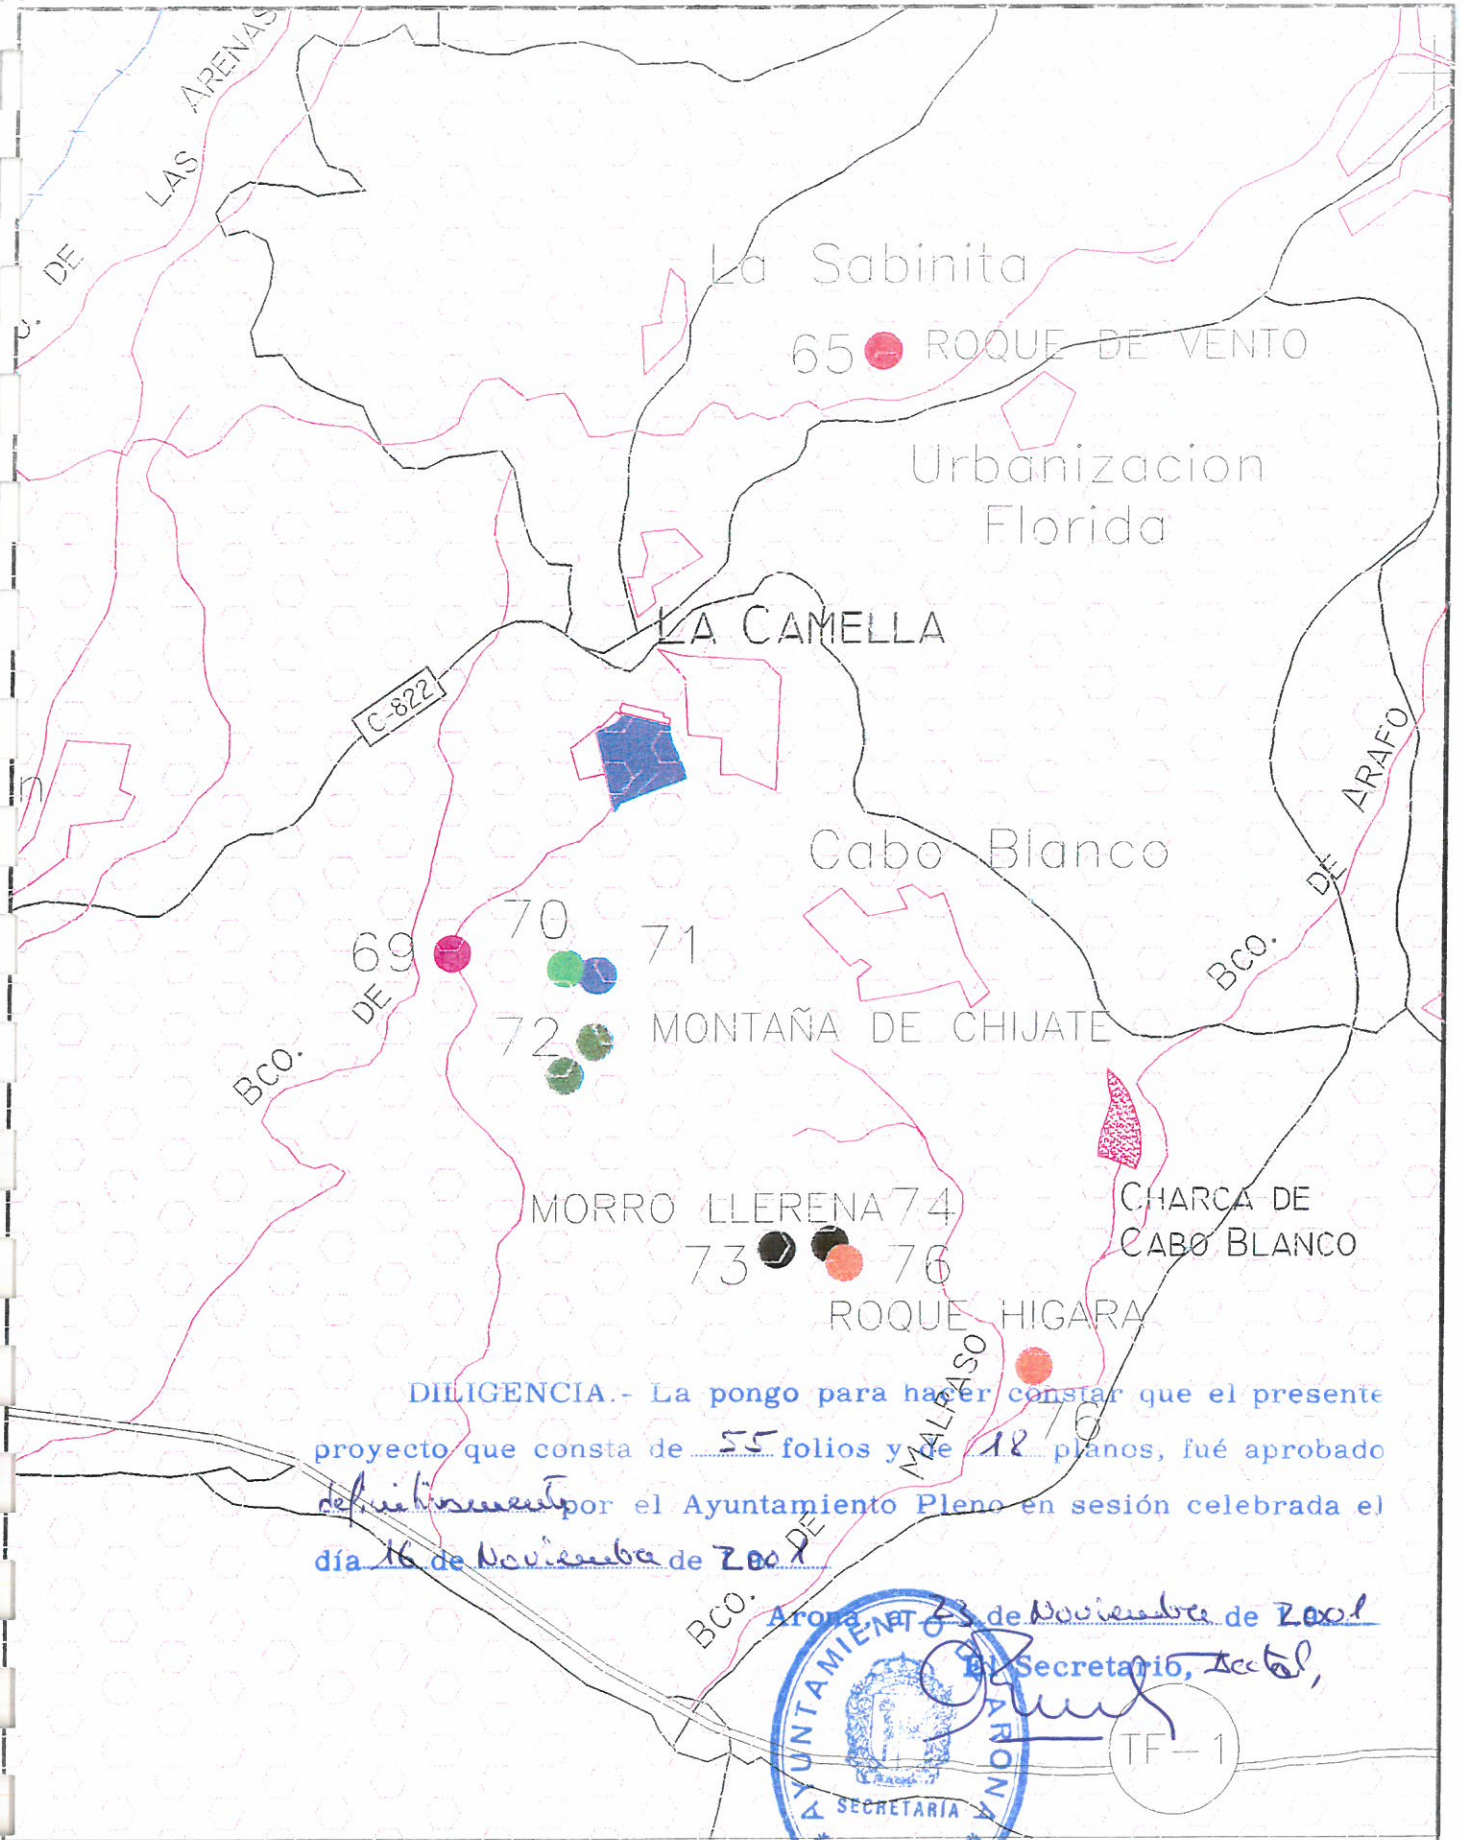 ARENAS
LAS
DE
La Sabinita
65 ROQUE DE VENTO
Urbanizacion
Florida
LA CAMELLA
C-822
ARAFO
DE
BCO.
n
Cabo Blanco
70
71
69
DE
BCO.
72
MONTAÑA DE CHIJATE
MORRO LLERENA 74
73
76
CHARCA DE
CABO BLANCO
ROQUE HIGARA
76
MALPASO
DE
BCO.
DILIGENCIA.- La pongo para hacer constar que el presente
proyecto que consta de 55 folios y de 18 planos, fué aprobado
definitivamente por el Ayuntamiento Pleno en sesión celebrada el
día 16 de Noviembre de 2001
Arona, a 23 de Noviembre de 2001
El Secretario, Acctal,
AYUNTAMIENTO DE ARONA
SECRETARÍA
TF-1